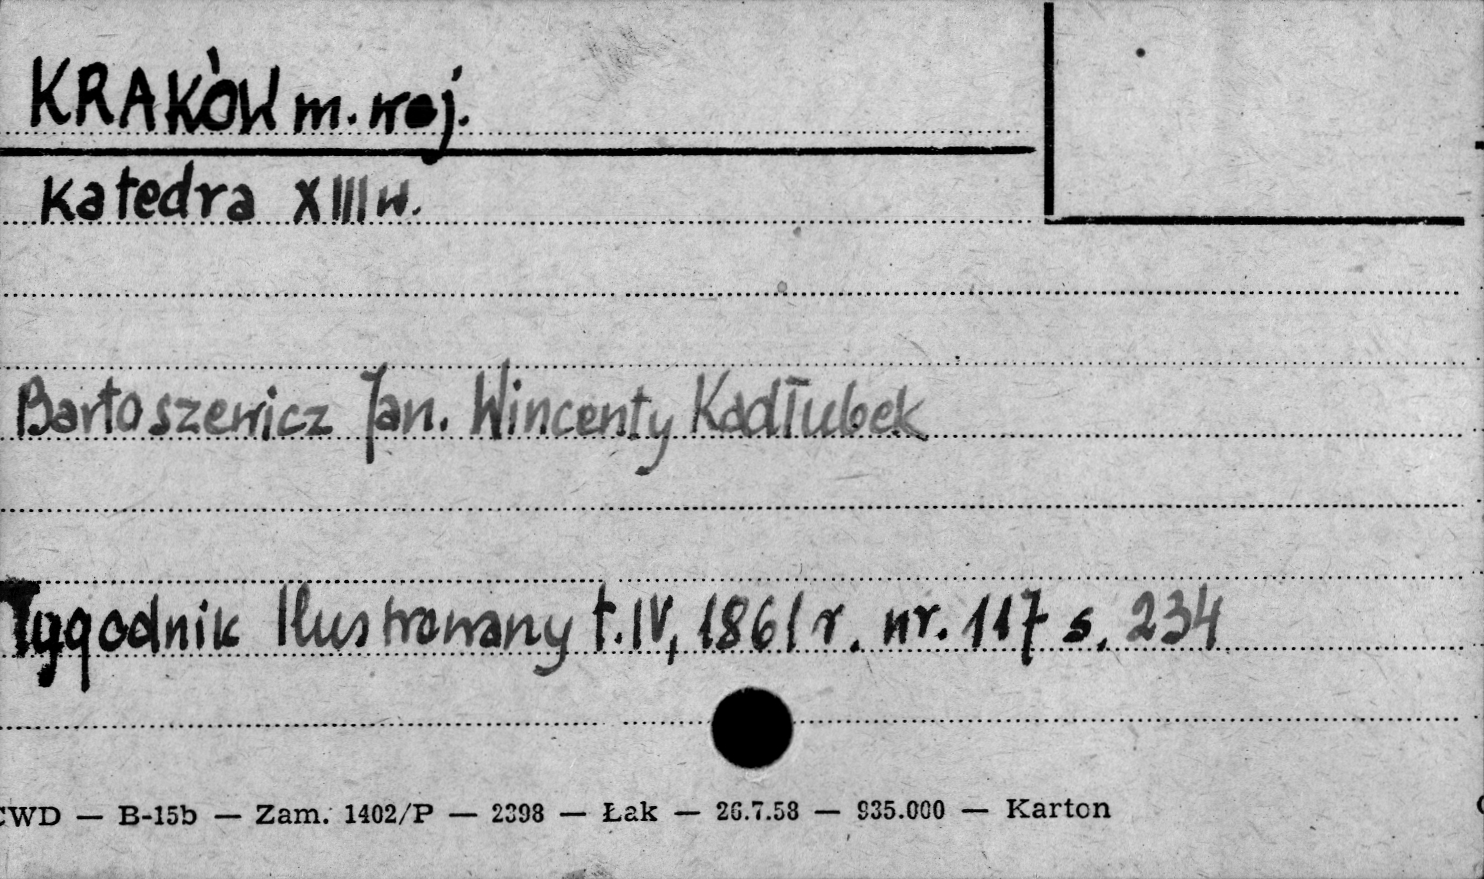 KRAKÓW m. woj.
Katedra XIII w.
Bartoszewicz Jan. Wincenty Kadłubek
Tygodnik Ilustrowany t. IV, 1861 r. nr. 117 s. 234
CWD — B-15b — Zam. 1402/P — 2398 — Łak — 26.7.58 — 935.000 — Karton